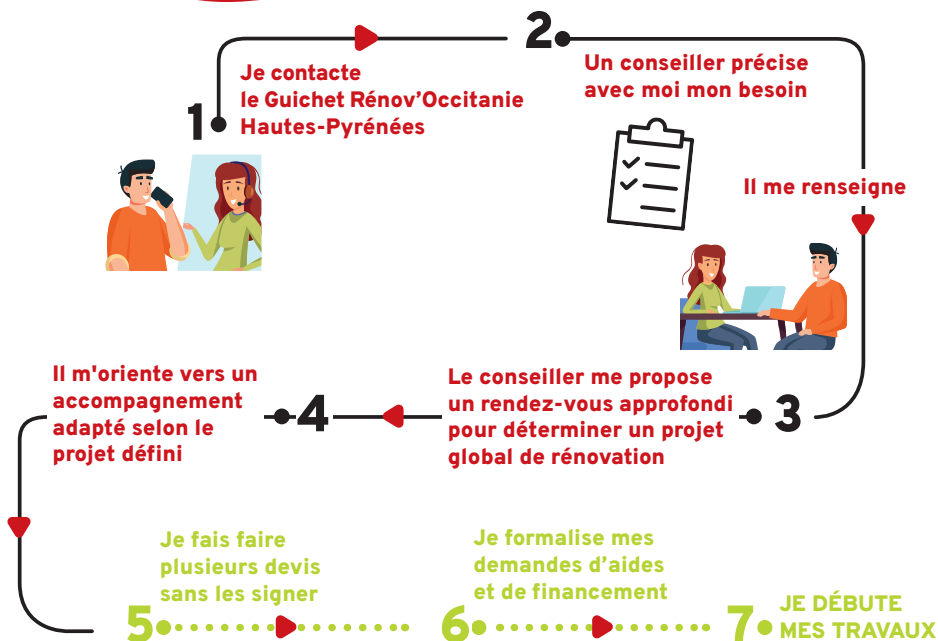 1
Je contacte
le Guichet Rénov'Occitanie
Hautes-Pyrénées
2
Un conseiller précise
avec moi mon besoin
Il me renseigne
3
Le conseiller me propose
un rendez-vous approfondi
pour déterminer un projet
global de rénovation
4
Il m'oriente vers un
accompagnement
adapté selon le
projet défini
5
Je fais faire
plusieurs devis
sans les signer
6
Je formalise mes
demandes d'aides
et de financement
7
JE DÉBUTE
MES TRAVAUX